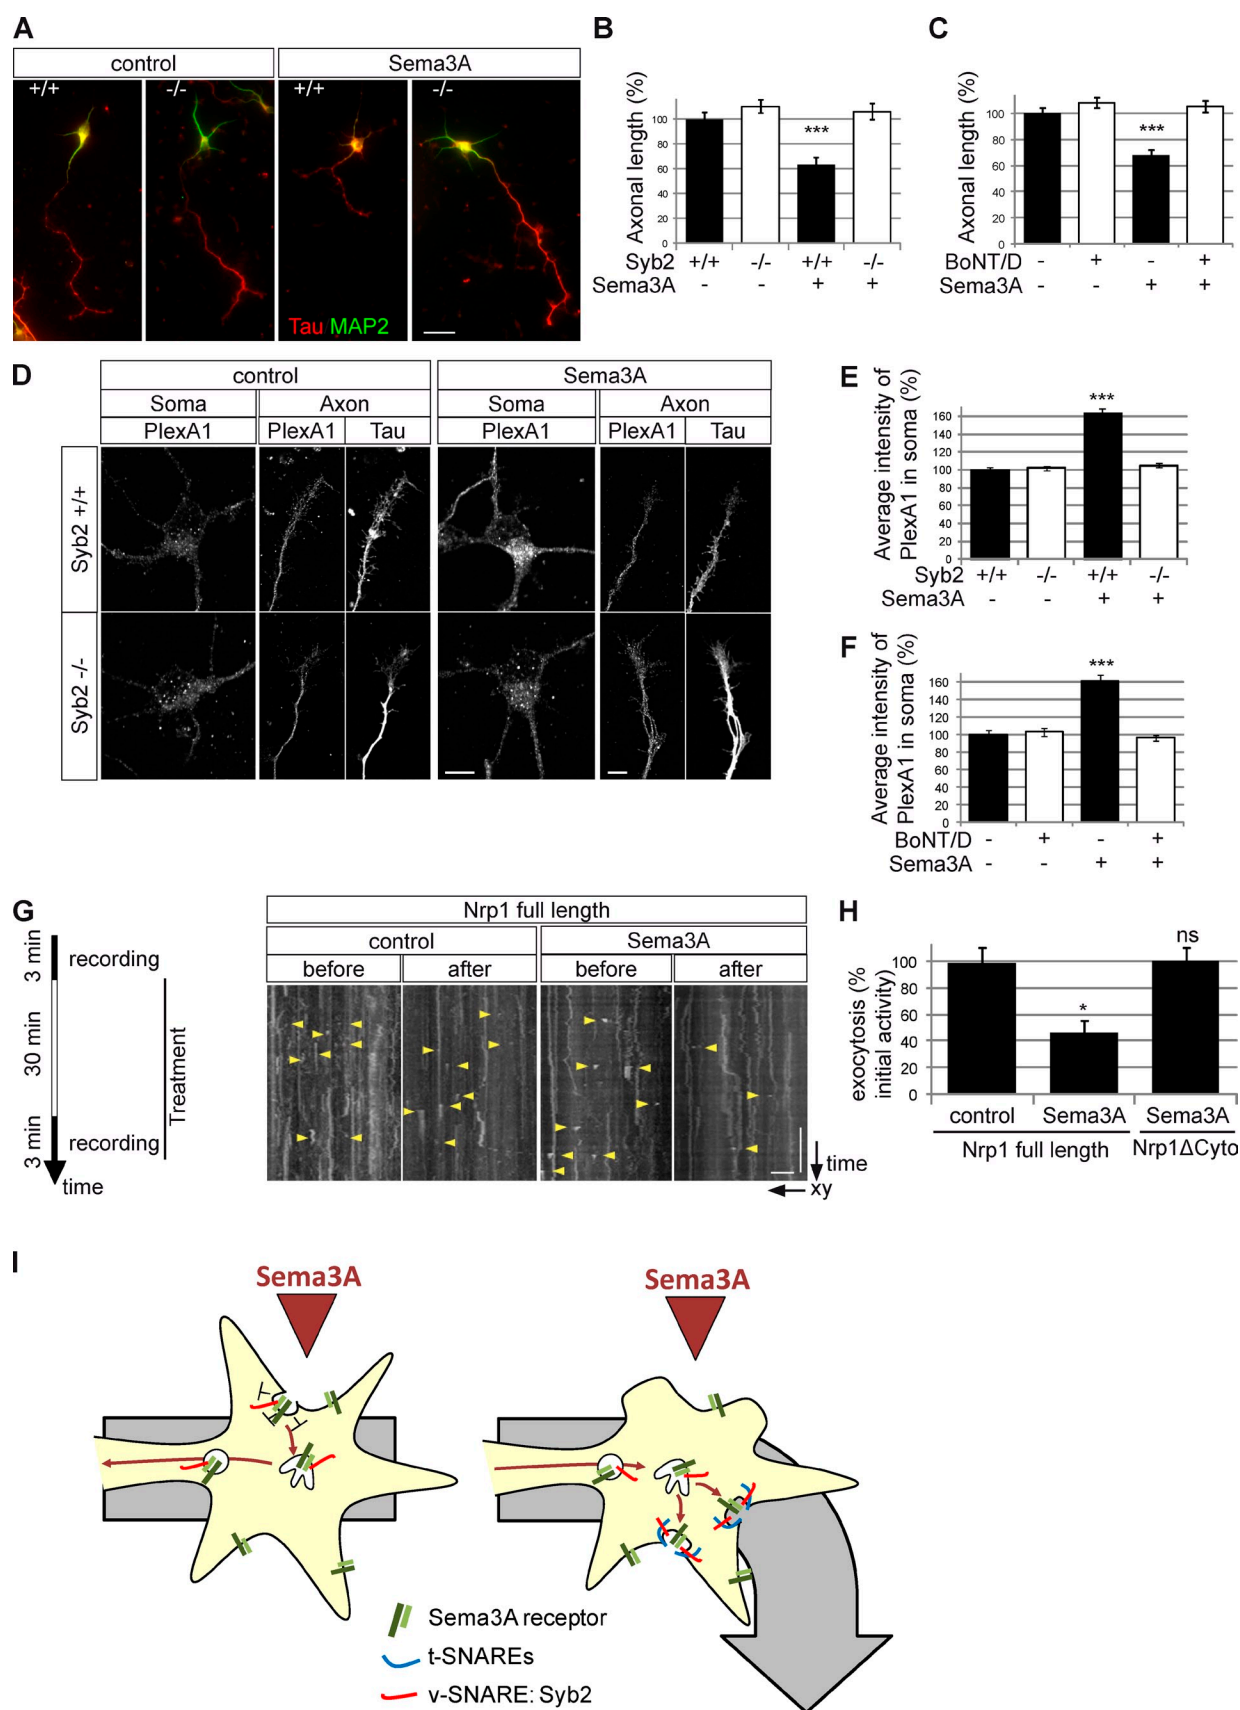 A
control
Sema3A
+/+
-/-
+/+
-/-
Tau MAP2
B
Axonal length (%)
100
80
60
40
20
0
***
Syb2 +/+ -/- +/+ -/-
Sema3A - - + +
C
Axonal length (%)
100
80
60
40
20
0
***
BoNT/D - + - +
Sema3A - - + +
D
control
Sema3A
Soma Axon Soma Axon
PlexA1 PlexA1 Tau PlexA1 PlexA1 Tau
Syb2 +/+
Syb2 -/-
E
Average intensity of
PlexA1 in soma (%)
160
140
120
100
80
60
40
20
0
***
Syb2 +/+ -/- +/+ -/-
Sema3A - - + +
F
Average intensity of
PlexA1 in soma (%)
160
140
120
100
80
60
40
20
0
***
BoNT/D - + - +
Sema3A - - + +
G
3 min
recording
30 min
Treatment
3 min
recording
time
Nrp1 full length
control Sema3A
before after before after
time
xy
H
exocytosis (%
initial activity)
100
80
60
40
20
0
*
ns
control Sema3A Sema3A
Nrp1 full length Nrp1ΔCyto
I
Sema3A
Sema3A
Sema3A receptor
t-SNAREs
v-SNARE: Syb2